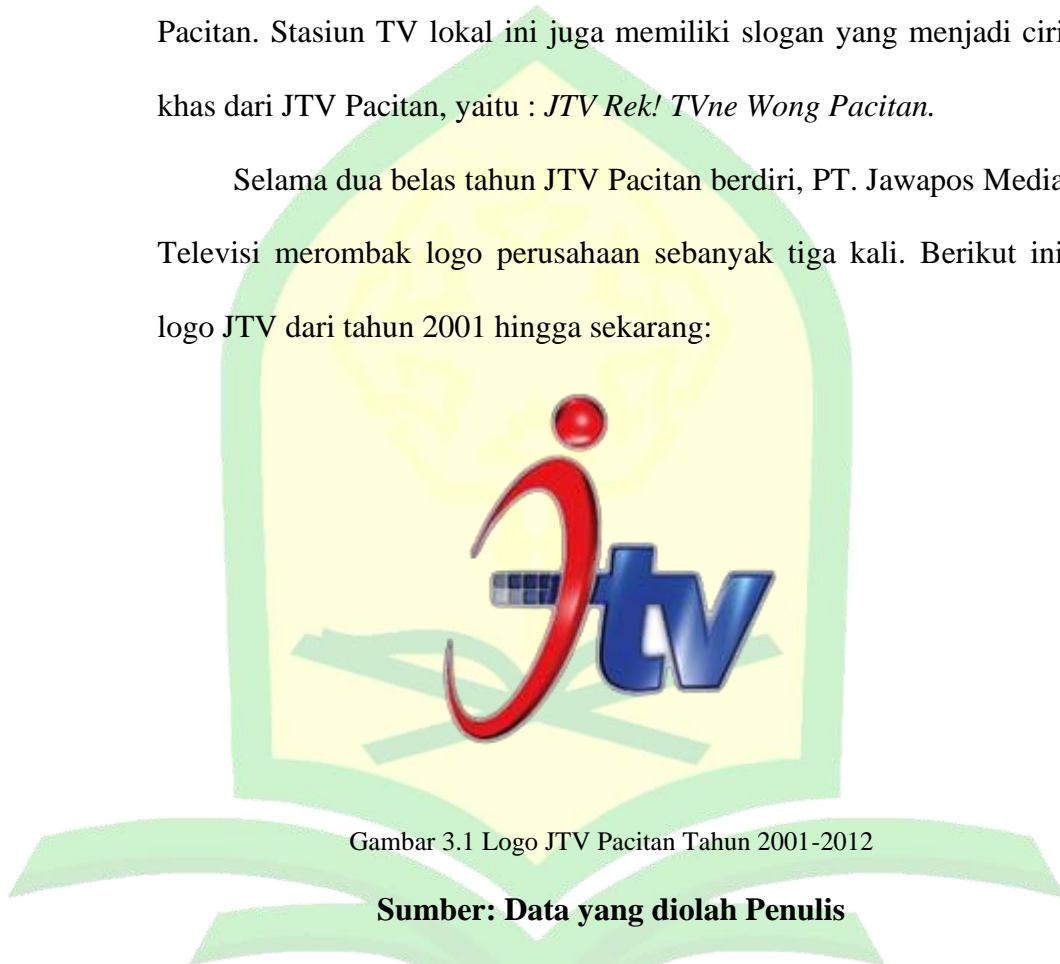 Pacitan. Stasiun TV lokal ini juga memiliki slogan yang menjadi ciri
khas dari JTV Pacitan, yaitu : JTV Rek! TVne Wong Pacitan.
Selama dua belas tahun JTV Pacitan berdiri, PT. Jawapos Media
Televisi merombak logo perusahaan sebanyak tiga kali. Berikut ini
logo JTV dari tahun 2001 hingga sekarang:
jtv
Gambar 3.1 Logo JTV Pacitan Tahun 2001-2012
Sumber: Data yang diolah Penulis